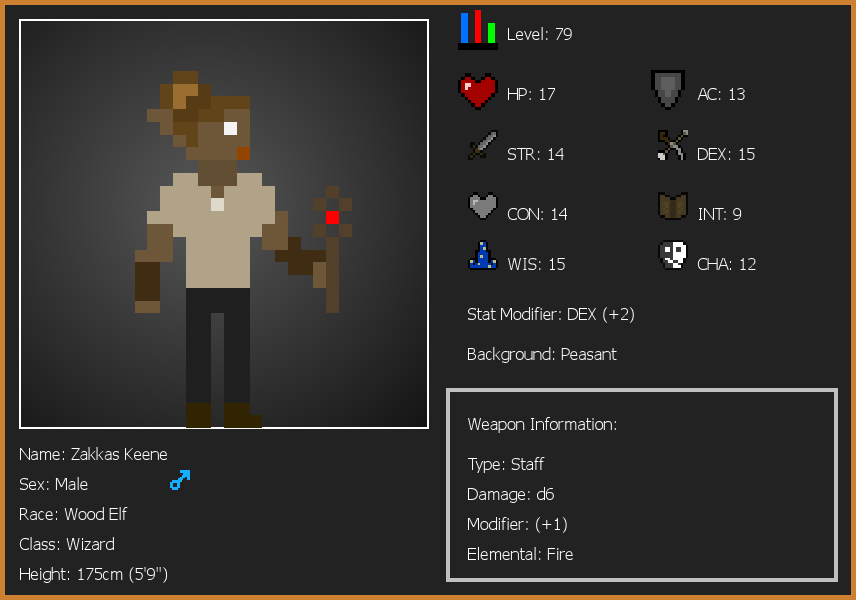 Level: 79
HP: 17
AC: 13
STR: 14
DEX: 15
CON: 14
INT: 9
WIS: 15
CHA: 12
Stat Modifier: DEX (+2)
Background: Peasant
Weapon Information:
Type: Staff
Damage: d6
Modifier: (+1)
Elemental: Fire
Name: Zakkas Keene
Sex: Male
Race: Wood Elf
Class: Wizard
Height: 175cm (5'9")